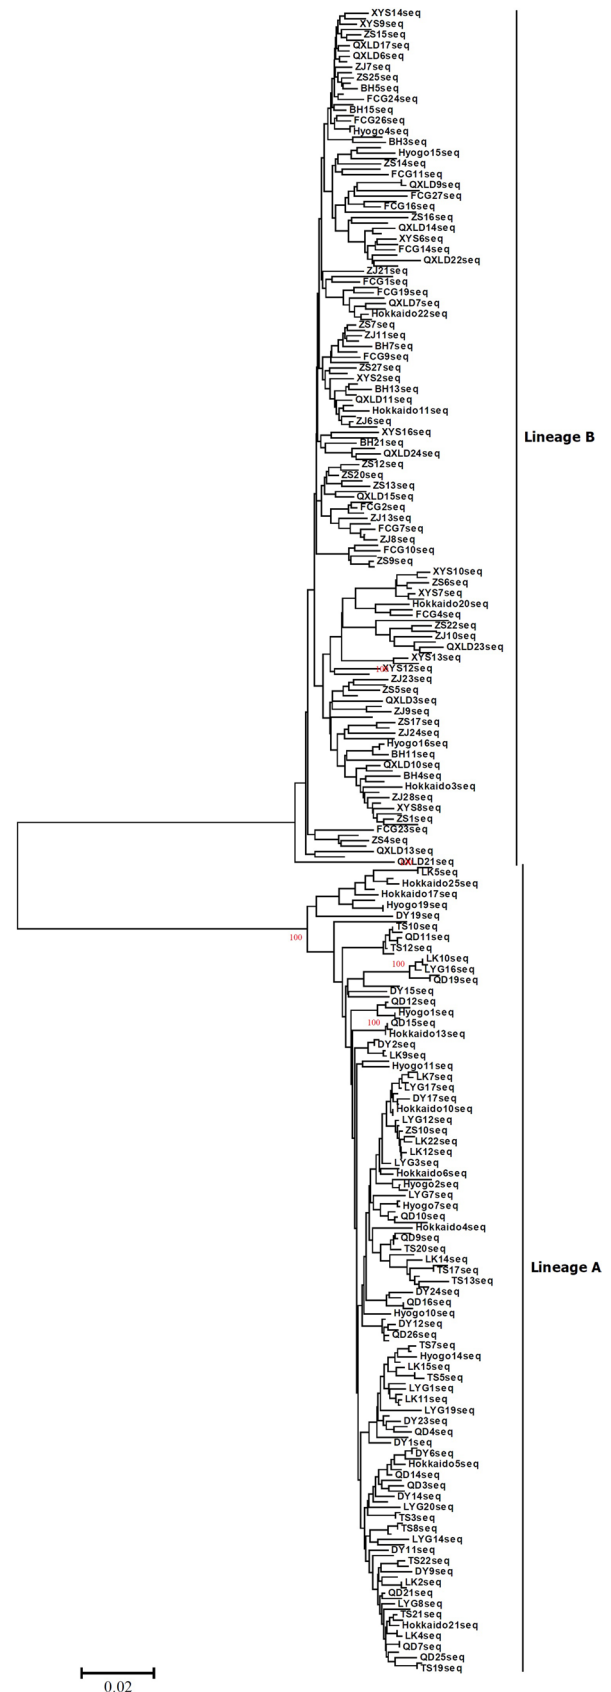 XYS14seq
XYS9seq
ZS15seq
QXLD17seq
QXLD6seq
ZJ7seq
ZS25seq
BH5seq
FCG24seq
BH15seq
FCG26seq
Hyogo4seq
BH3seq
Hyogo15seq
ZS14seq
FCG11seq
QXLD9seq
FCG27seq
FCG16seq
ZS16seq
QXLD14seq
XYS6seq
FCG14seq
QXLD22seq
ZJ21seq
FCG1seq
FCG19seq
QXLD7seq
Hokkaido22seq
ZS7seq
ZJ11seq
BH7seq
FCG9seq
ZS27seq
XYS2seq
BH13seq
QXLD11seq
Hokkaido11seq
ZJ6seq
XYS16seq
Lineage B
BH21seq
QXLD24seq
ZS12seq
ZS20seq
ZS13seq
QXLD15seq
FCG2seq
ZJ13seq
FCG7seq
ZJ8seq
FCG10seq
ZS9seq
XYS10seq
ZS6seq
XYS7seq
Hokkaido20seq
FCG4seq
ZS22seq
ZJ10seq
QXLD23seq
XYS13seq
XYS12seq
ZJ23seq
ZS5seq
QXLD3seq
ZJ9seq
ZS17seq
ZJ24seq
Hyogo16seq
BH11seq
QXLD10seq
BH4seq
Hokkaido3seq
ZJ28seq
XYS8seq
ZS1seq
FCG23seq
ZS4seq
QXLD13seq
QXLD21seq
LK5seq
Hokkaido25seq
Hokkaido17seq
Hyogo19seq
DY19seq
TS10seq
100
QD11seq
TS12seq
LK10seq
100
LYG16seq
QD19seq
DY15seq
QD12seq
Hyogo1seq
100
QD15seq
Hokkaido13seq
DY2seq
LK9seq
Hyogo11seq
LK7seq
LYG17seq
DY17seq
Hokkaido10seq
LYG12seq
ZS10seq
LK22seq
LK12seq
LYG3seq
Hokkaido6seq
Hyogo2seq
LYG7seq
Hyogo7seq
QD10seq
Hokkaido4seq
QD9seq
TS20seq
LK14seq
Lineage A
TS17seq
TS13seq
DY24seq
QD16seq
Hyogo10seq
DY12seq
QD26seq
TS7seq
Hyogo14seq
LK15seq
TS5seq
LYG1seq
LK11seq
LYG19seq
DY23seq
QD4seq
DY1seq
DY6seq
Hokkaido5seq
QD14seq
QD3seq
DY14seq
LYG20seq
TS3seq
TS8seq
LYG14seq
DY11seq
TS22seq
DY9seq
LK2seq
QD21seq
LYG8seq
TS21seq
Hokkaido21seq
LK4seq
QD7seq
QD25seq
TS19seq
0.02